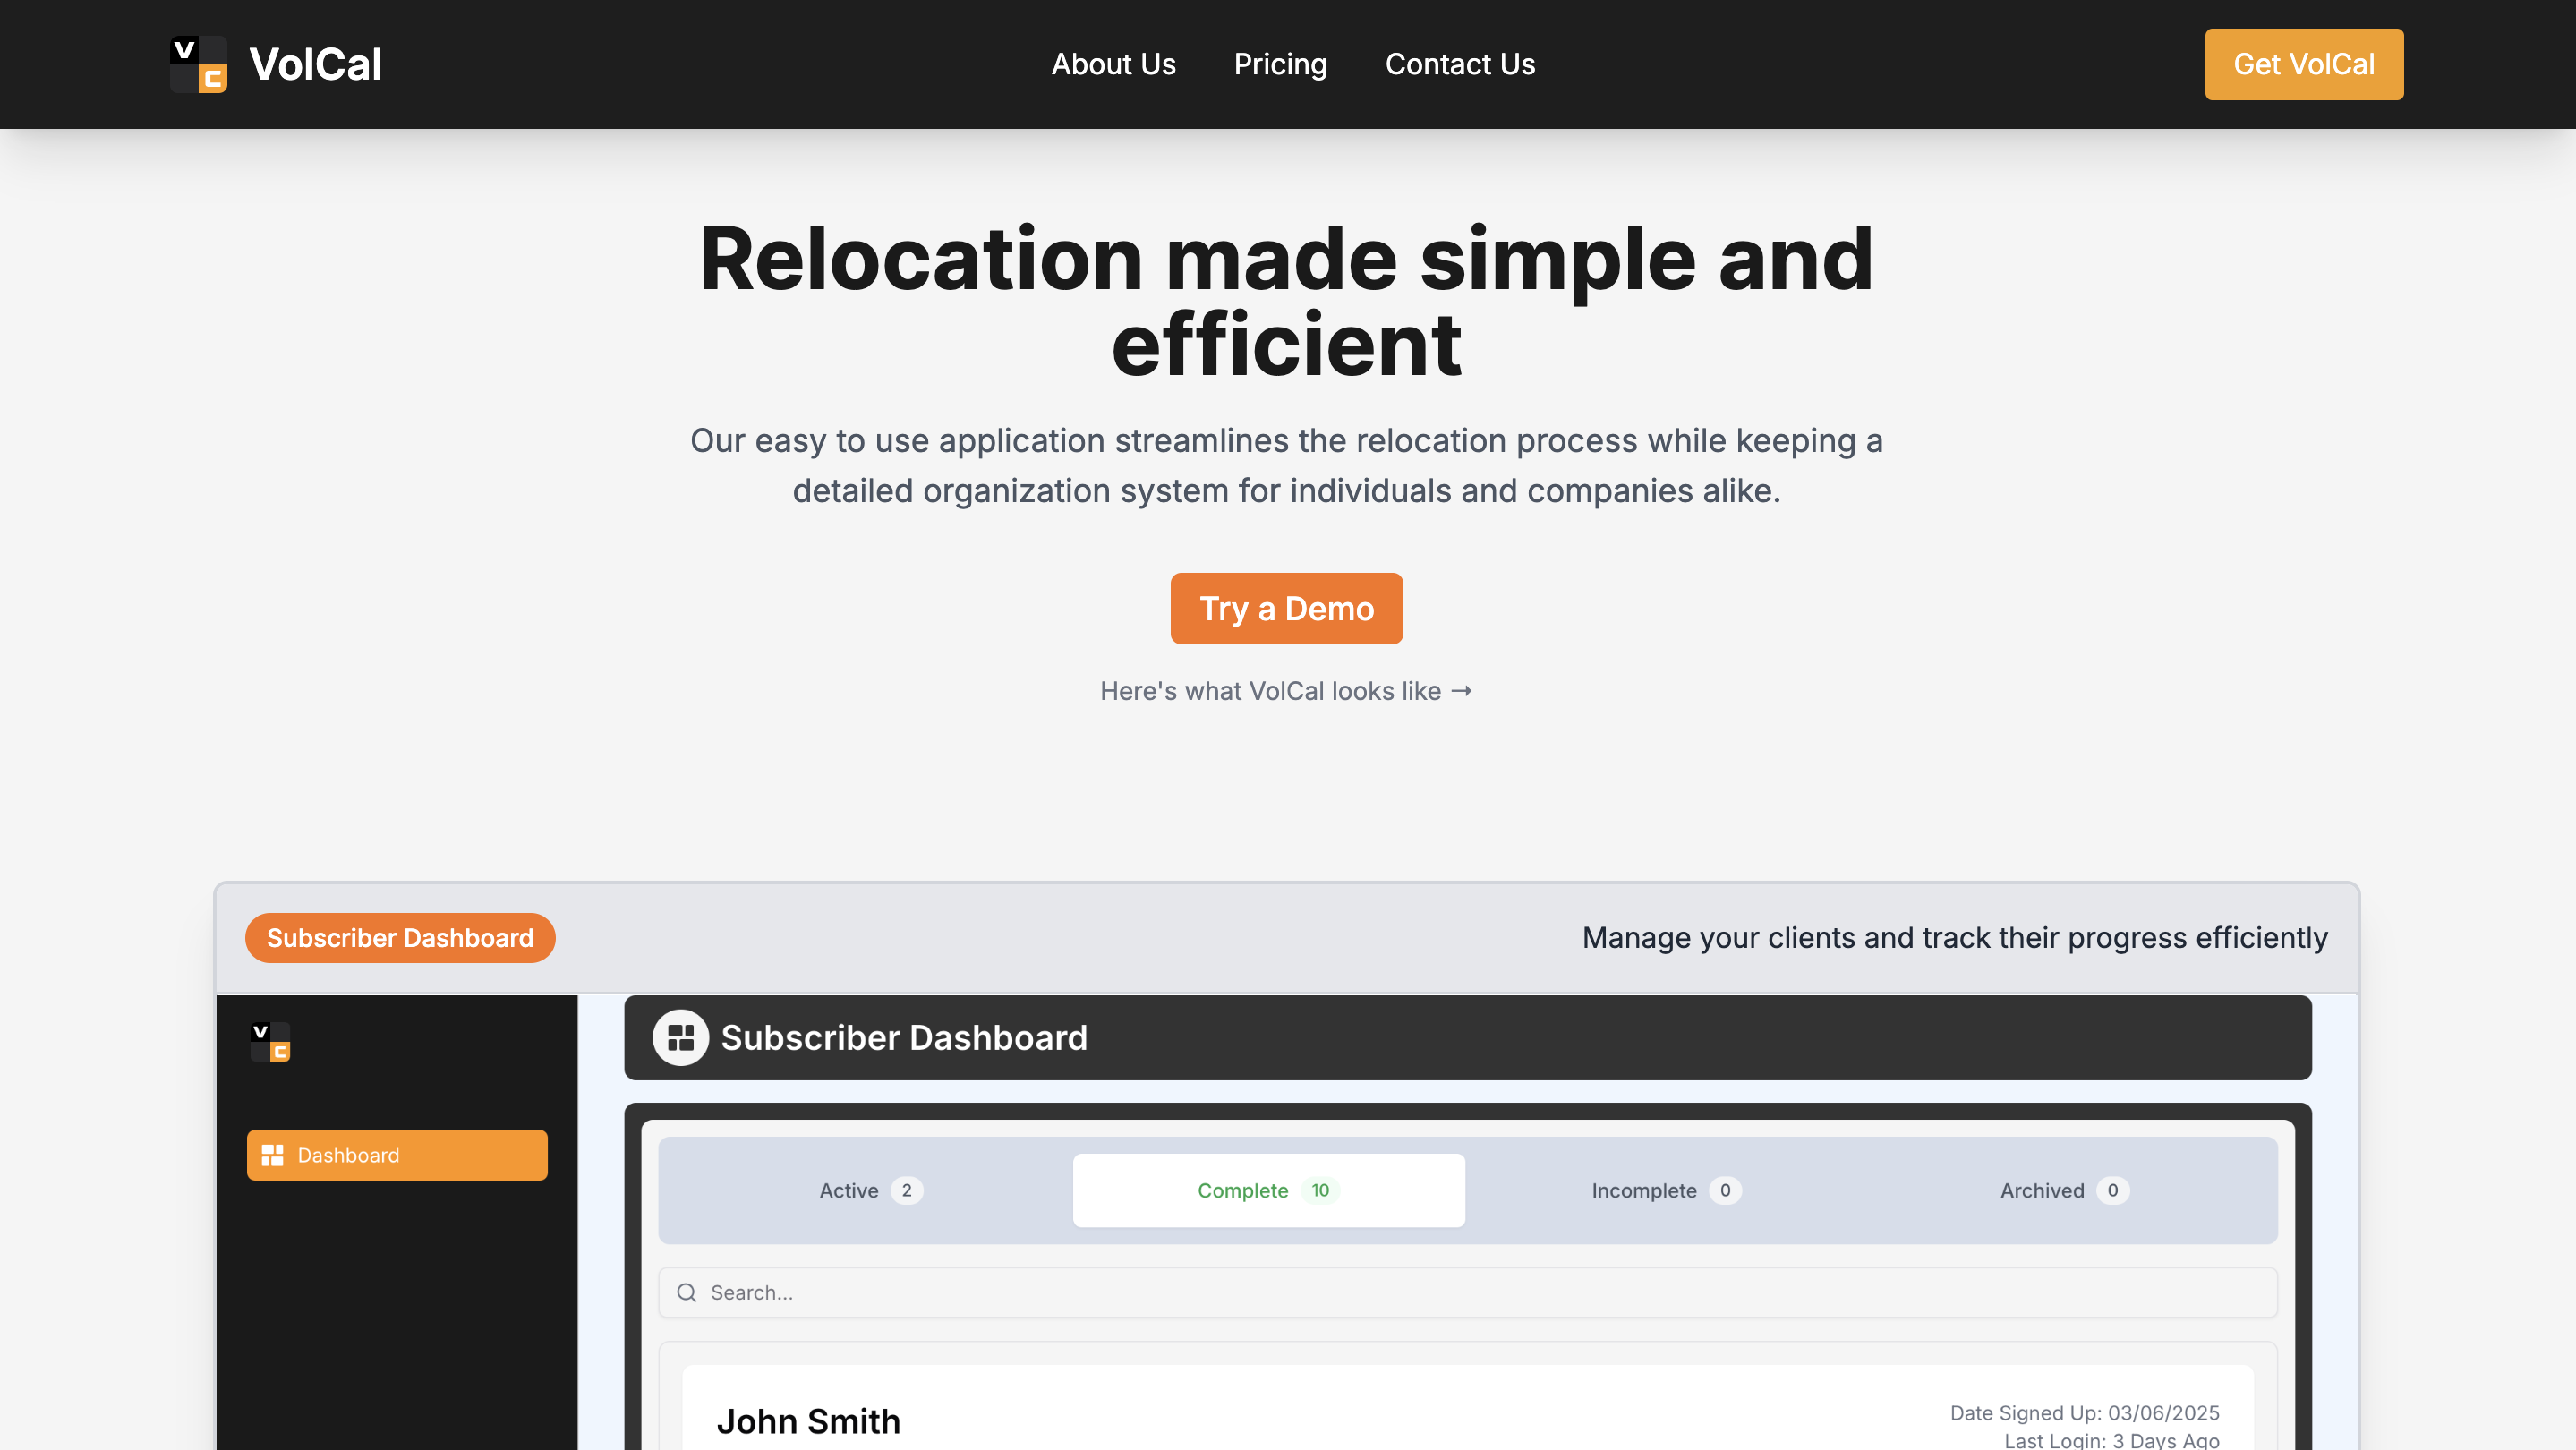 V
C
VolCal
About Us
Pricing
Contact Us
Get VolCal
Relocation made simple and
efficient
Our easy to use application streamlines the relocation process while keeping a
detailed organization system for individuals and companies alike.
Try a Demo
Here's what VolCal looks like →
Subscriber Dashboard
Manage your clients and track their progress efficiently
V
C
Subscriber Dashboard
Dashboard
Active 2
Complete 10
Incomplete 0
Archived 0
Search...
John Smith
Date Signed Up: 03/06/2025
Last Login: 3 Days Ago